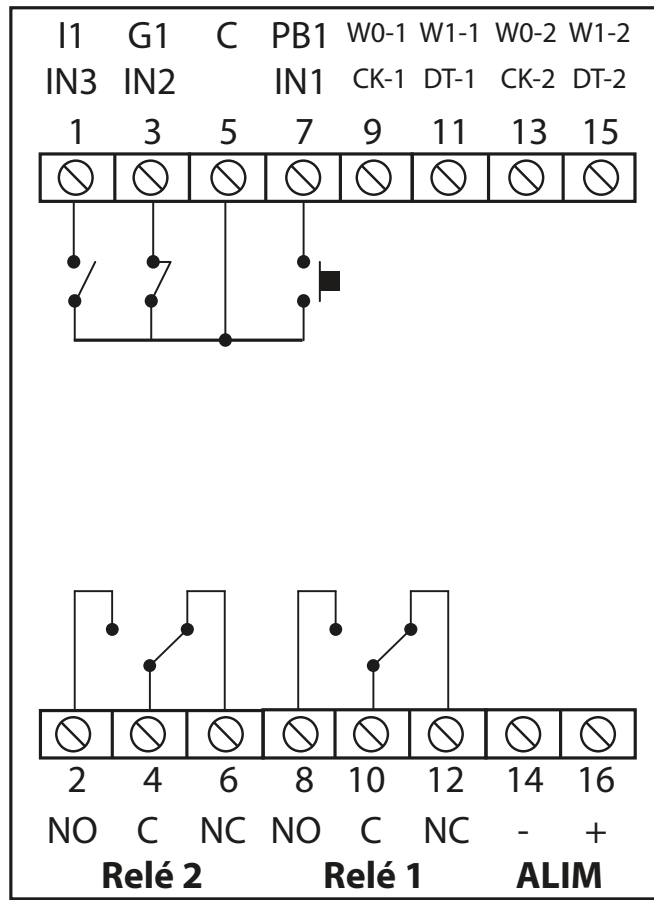 I1 G1 C PB1 W0-1 W1-1 W0-2 W1-2
IN3 IN2 IN1 CK-1 DT-1 CK-2 DT-2
1 3 5 7 9 11 13 15
2 4 6 8 10 12 14 16
NO C NC NO C NC - +
Relé 2 Relé 1 ALIM